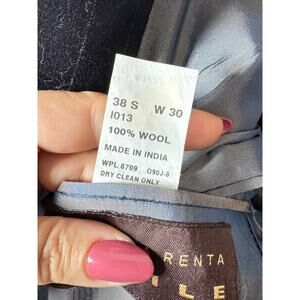 38 S W 30
I013
100% WOOL
MADE IN INDIA
WPL 8709 O90J-8
DRY CLEAN ONLY
RENTA